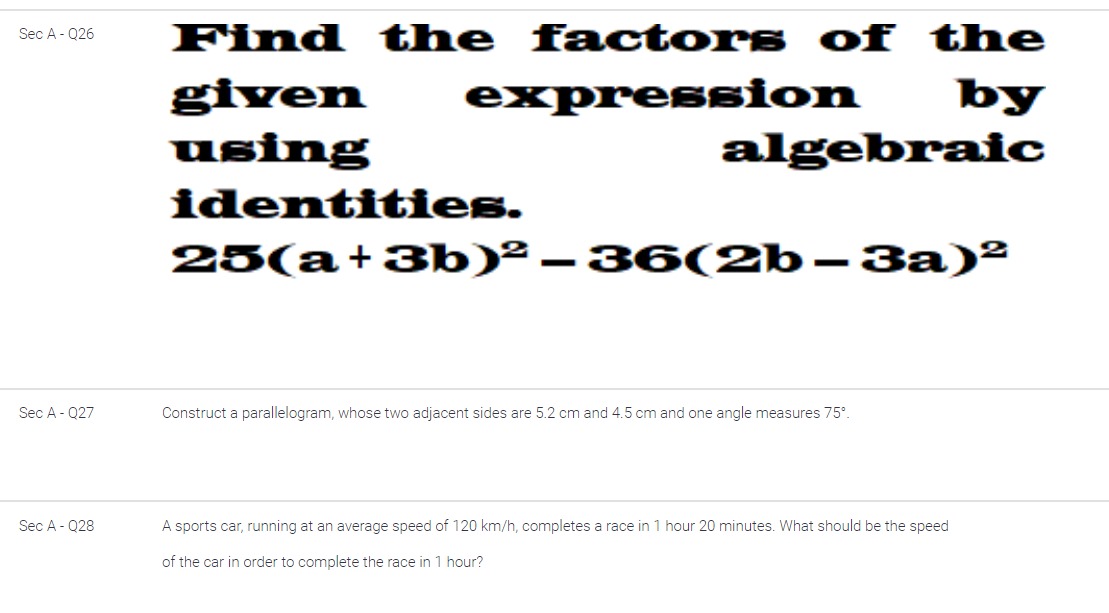 Sec A - Q26
Find the factors of the
given expression by
using algebraic
identities.
25(a+3b)² – 36(2b – 3a)²
Sec A - Q27
Construct a parallelogram, whose two adjacent sides are 5.2 cm and 4.5 cm and one angle measures 75°.
Sec A - Q28
A sports car, running at an average speed of 120 km/h, completes a race in 1 hour 20 minutes. What should be the speed
of the car in order to complete the race in 1 hour?